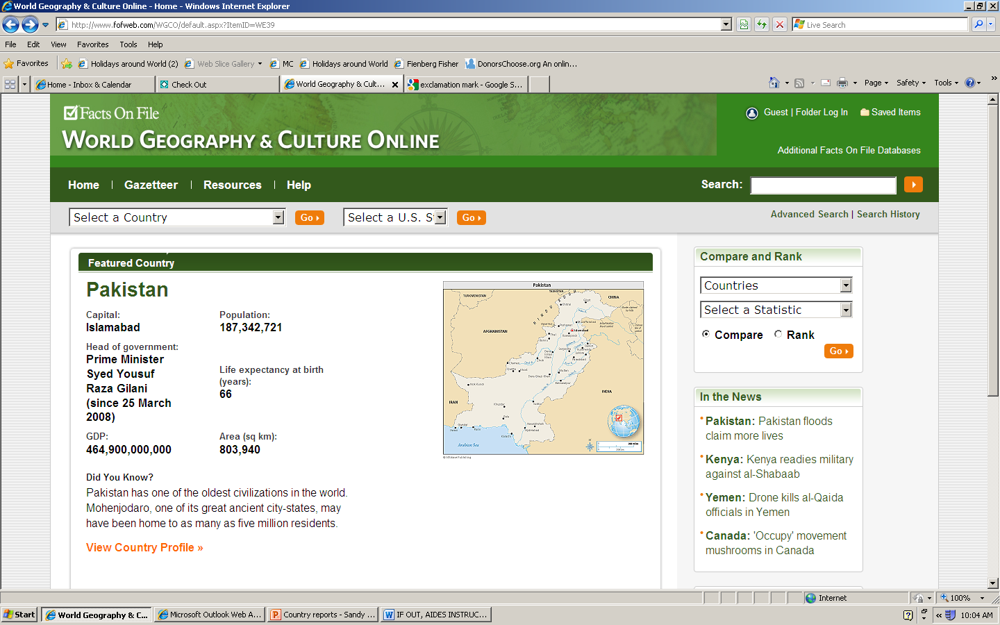 World Geography & Culture Online - Home - Windows Internet Explorer
http://www.fofweb.com/WGCO/default.aspx?ItemID=WE39
Live Search
File Edit View Favorites Tools Help
Favorites Holidays around World (2) Web Slice Gallery MC Holidays around World Fienberg Fisher DonorsChoose.org An onlin...
Home - Inbox & Calendar Check Out World Geography & Cult... exclamation mark - Google S... Page Safety Tools
Facts On File
World Geography & Culture Online
Guest | Folder Log In Saved Items
Additional Facts On File Databases
Home | Gazetteer | Resources | Help Search:
Select a Country Go Select a U.S. St Go Advanced Search | Search History
Featured Country
Pakistan
Capital:
Islamabad
Population:
187,342,721
Head of government:
Prime Minister
Syed Yousuf
Raza Gilani
(since 25 March
2008)
Life expectancy at birth
(years):
66
GDP:
464,900,000,000
Area (sq km):
803,940
Did You Know?
Pakistan has one of the oldest civilizations in the world.
Mohenjodaro, one of its great ancient city-states, may
have been home to as many as five million residents.
View Country Profile »
Pakistan
TURKMENISTAN
CHINA
HINDU KUSH
AFGHANISTAN
Islamabad
IRAN
INDIA
Arabian Sea
Compare and Rank
Countries
Select a Statistic
Compare Rank
Go
In the News
Pakistan: Pakistan floods
claim more lives
Kenya: Kenya readies military
against al-Shabaab
Yemen: Drone kills al-Qaida
officials in Yemen
Canada: 'Occupy' movement
mushrooms in Canada
Internet 100%
Start World Geography & C... Microsoft Outlook Web A... Country reports - Sandy ... IF OUT, AIDES INSTRUC... 10:04 AM